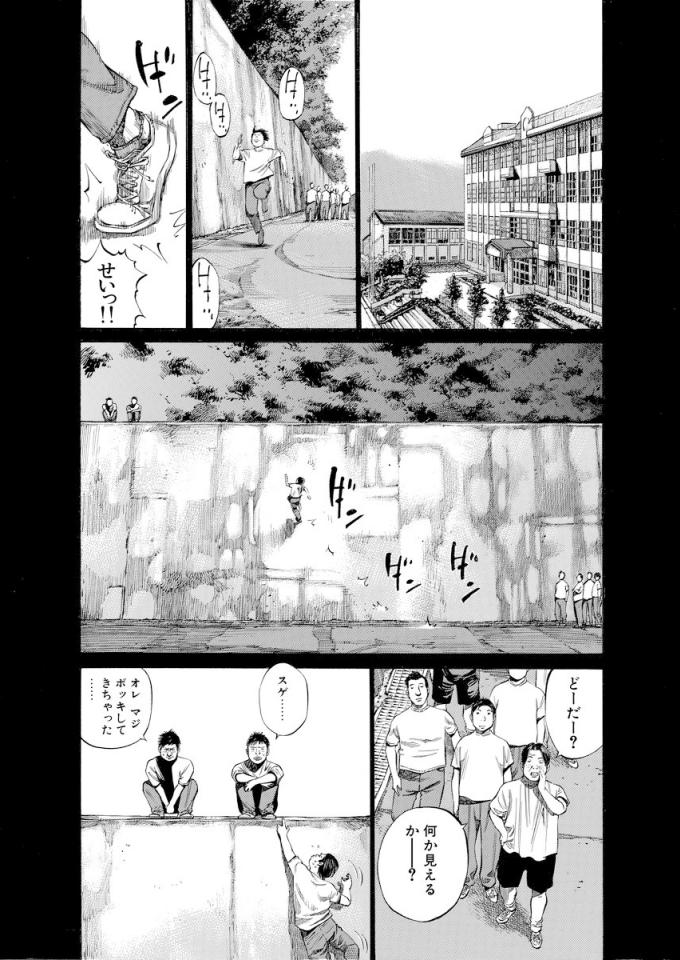 ハ‥‥
ハ‥‥
ハ‥‥
ハ‥‥
ダンッ
せいっ!!
ダンッ
ダンッ
ダンッ
どーだー?
何か見える
かーー?
スゲ‥‥‥
オレ マジ
ボッキして
きちゃった
‥‥‥